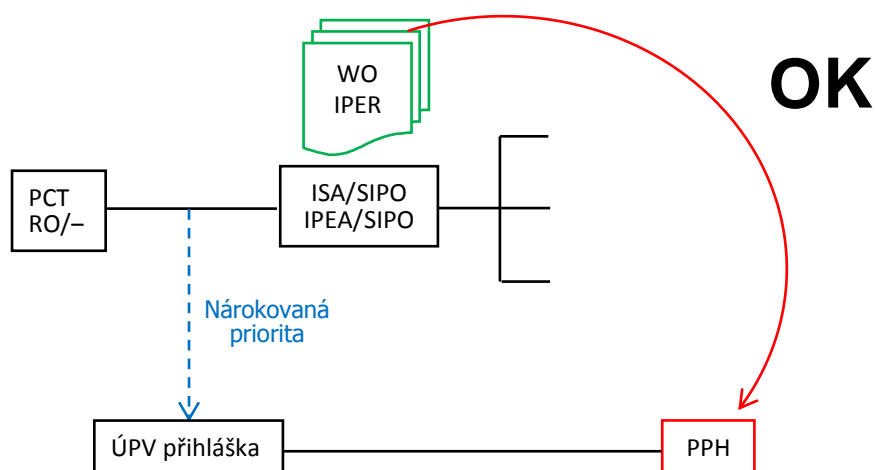 WO
IPER
OK
PCT
RO/–
ISA/SIPO
IPEA/SIPO
Nárokovaná
priorita
ÚPV přihláška
PPH